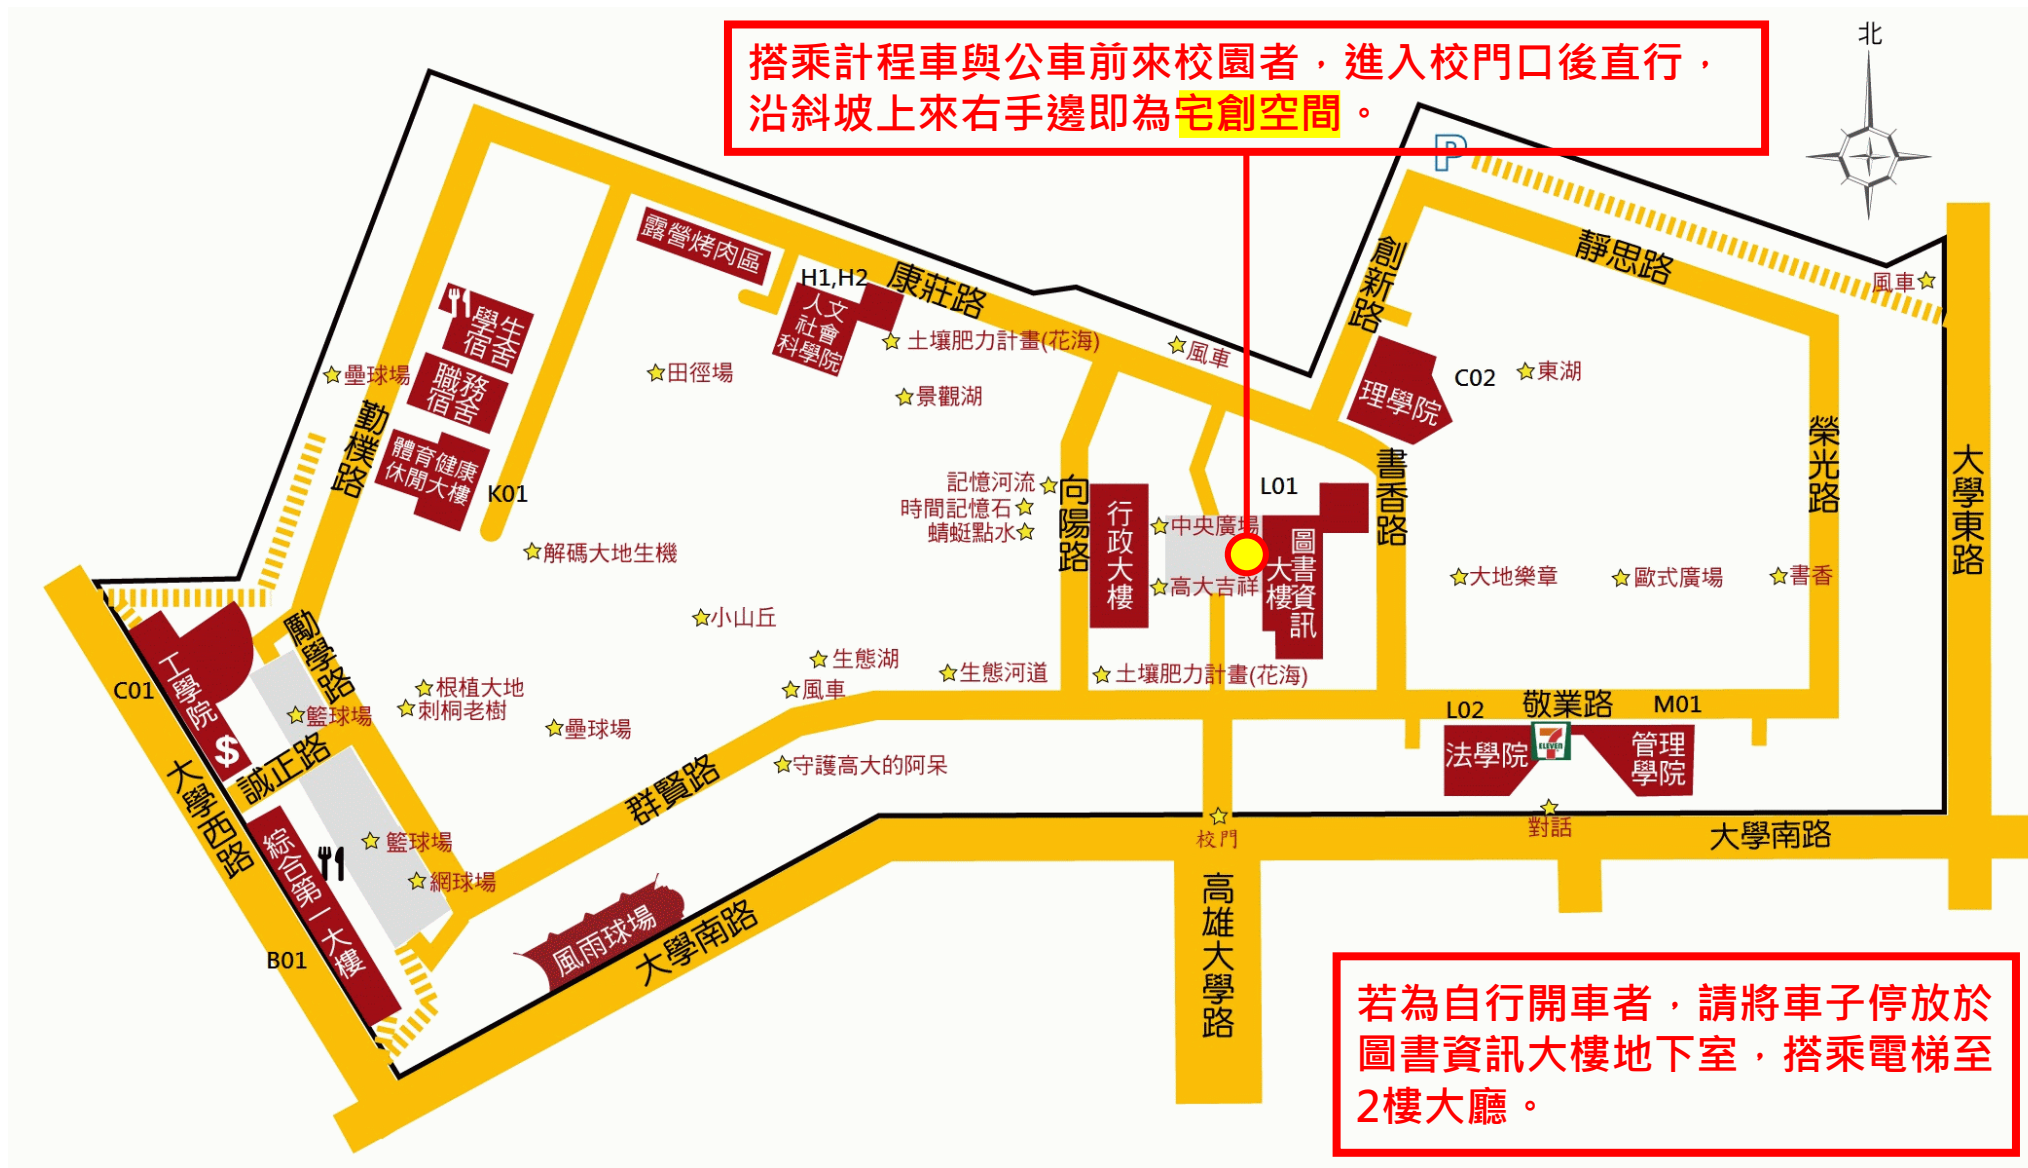 搭乘計程車與公車前來校園者，進入校門口後直行，
沿斜坡上來右手邊即為宅創空間。
北
P
靜思路
風車
創新路
康莊路
露營烤肉區
H1,H2
人文
社會
科學院
土壤肥力計畫(花海)
風車
學生
宿舍
職務
宿舍
體育健康
休閒大樓
K01
壘球場
勤樸路
田徑場
景觀湖
理學院
C02
東湖
榮光路
大學東路
書香路
記憶河流
時間記憶石
蜻蜓點水
向陽路
行政大樓
中央廣場
高大吉祥
L01
圖書資訊
大樓
大地樂章
歐式廣場
書香
解碼大地生機
小山丘
生態湖
風車
生態河道
土壤肥力計畫(花海)
勵學路
工學院
C01
$
籃球場
根植大地
刺桐老樹
壘球場
誠正路
大學西路
群賢路
守護高大的阿呆
敬業路
L02
M01
法學院
7
ELEVEN
管理
學院
校門
對話
大學南路
綜合第一大樓
B01
籃球場
網球場
風雨球場
大學南路
高雄大學路
若為自行開車者，請將車子停放於
圖書資訊大樓地下室，搭乘電梯至
2樓大廳。